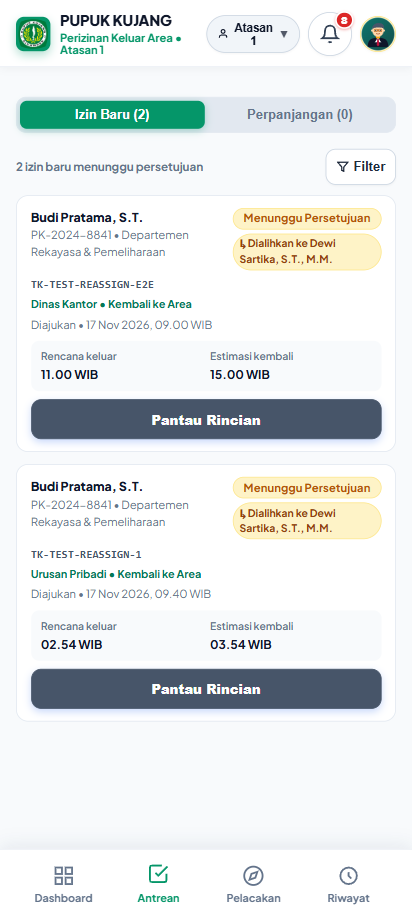 PUPUK KUJANG
Perizinan Keluar Area •
Atasan 1
Atasan
1
8
Izin Baru (2)
Perpanjangan (0)
2 izin baru menunggu persetujuan
Filter
Budi Pratama, S.T.
PK-2024-8841 • Departemen
Rekayasa & Pemeliharaan
Menunggu Persetujuan
↳ Dialihkan ke Dewi
Sartika, S.T., M.M.
TK-TEST-REASSIGN-E2E
Dinas Kantor • Kembali ke Area
Diajukan • 17 Nov 2026, 09.00 WIB
Rencana keluar
Estimasi kembali
11.00 WIB
15.00 WIB
Pantau Rincian
Budi Pratama, S.T.
PK-2024-8841 • Departemen
Rekayasa & Pemeliharaan
Menunggu Persetujuan
↳ Dialihkan ke Dewi
Sartika, S.T., M.M.
TK-TEST-REASSIGN-1
Urusan Pribadi • Kembali ke Area
Diajukan • 17 Nov 2026, 09.40 WIB
Rencana keluar
Estimasi kembali
02.54 WIB
03.54 WIB
Pantau Rincian
Dashboard
Antrean
Pelacakan
Riwayat